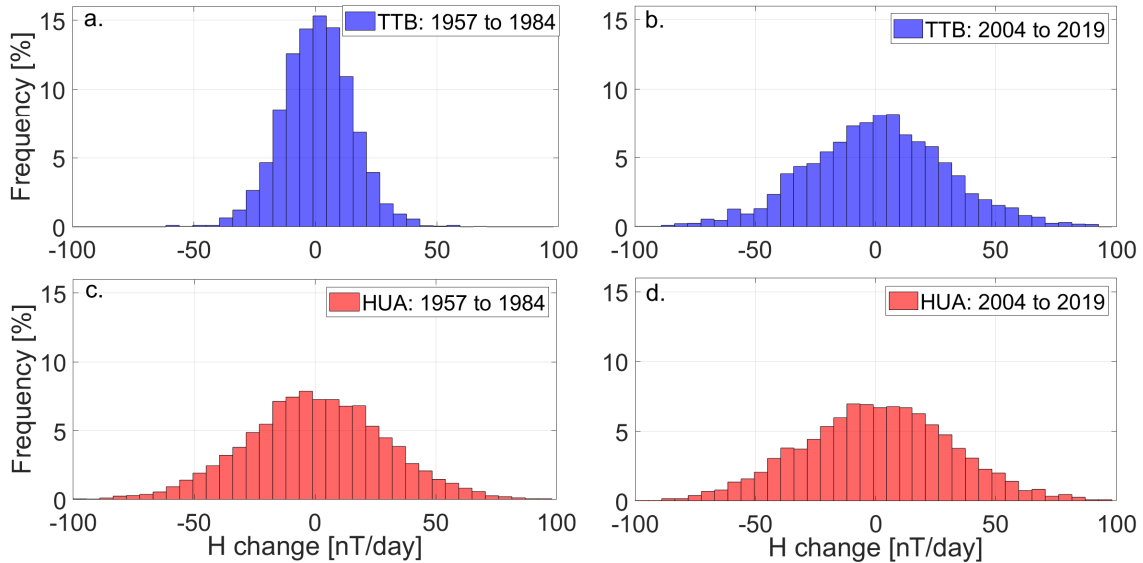 a.
TTB: 1957 to 1984
b.
TTB: 2004 to 2019
Frequency [%]
15
10
5
0
-100 -50 0 50 100
15
10
5
0
-100 -50 0 50 100
c.
HUA: 1957 to 1984
d.
HUA: 2004 to 2019
Frequency [%]
15
10
5
0
-100 -50 0 50 100
H change [nT/day]
15
10
5
0
-100 -50 0 50 100
H change [nT/day]